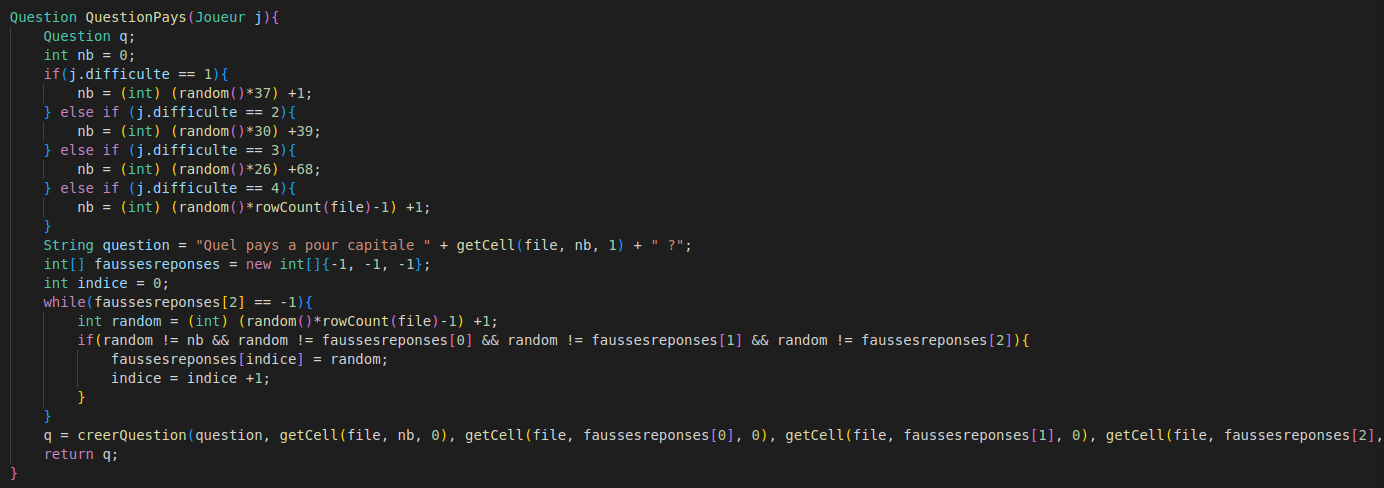 Question QuestionPays(Joueur j){
    Question q;
    int nb = 0;
    if(j.difficulte == 1){
        nb = (int) (random()*37) +1;
    } else if (j.difficulte == 2){
        nb = (int) (random()*30) +39;
    } else if (j.difficulte == 3){
        nb = (int) (random()*26) +68;
    } else if (j.difficulte == 4){
        nb = (int) (random()*rowCount(file)-1) +1;
    }
    String question = "Quel pays a pour capitale " + getCell(file, nb, 1) + " ?";
    int[] faussesreponses = new int[]{-1, -1, -1};
    int indice = 0;
    while(faussesreponses[2] == -1){
        int random = (int) (random()*rowCount(file)-1) +1;
        if(random != nb && random != faussesreponses[0] && random != faussesreponses[1] && random != faussesreponses[2]){
            faussesreponses[indice] = random;
            indice = indice +1;
        }
    }
    q = creerQuestion(question, getCell(file, nb, 0), getCell(file, faussesreponses[0], 0), getCell(file, faussesreponses[1], 0), getCell(file, faussesreponses[2],
    return q;
}